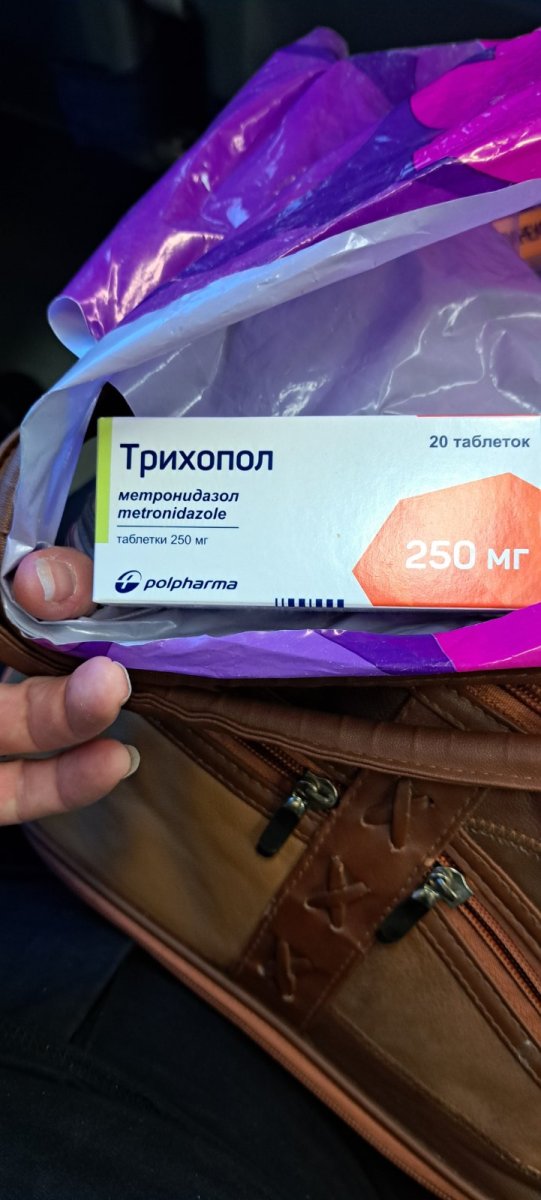 Трихопол
20 таблеток
метронидазол
metronidazole
таблетки 250 мг
250 мг
polpharma